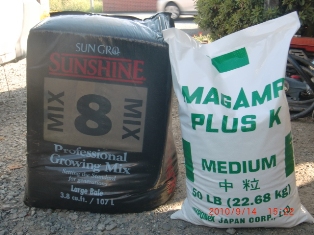 SUN GRO
SUNSHINE
MIX 8 MIX
Professional
Growing Mix
Large Bale
3.8 cu.ft. / 107 L
MAGAMP
PLUS K
MEDIUM
中粒
50 LB (22.68 kg)
JAPAN CORP.
2010/9/14